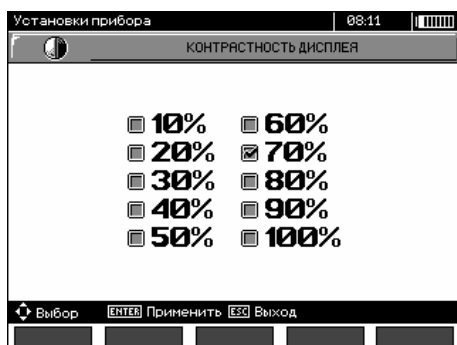 Установки прибора 08:11
КОНТРАСТНОСТЬ ДИСПЛЕЯ
10% 60%
20% 70%
30% 80%
40% 90%
50% 100%
Выбор ENTER Применить ESC Выход